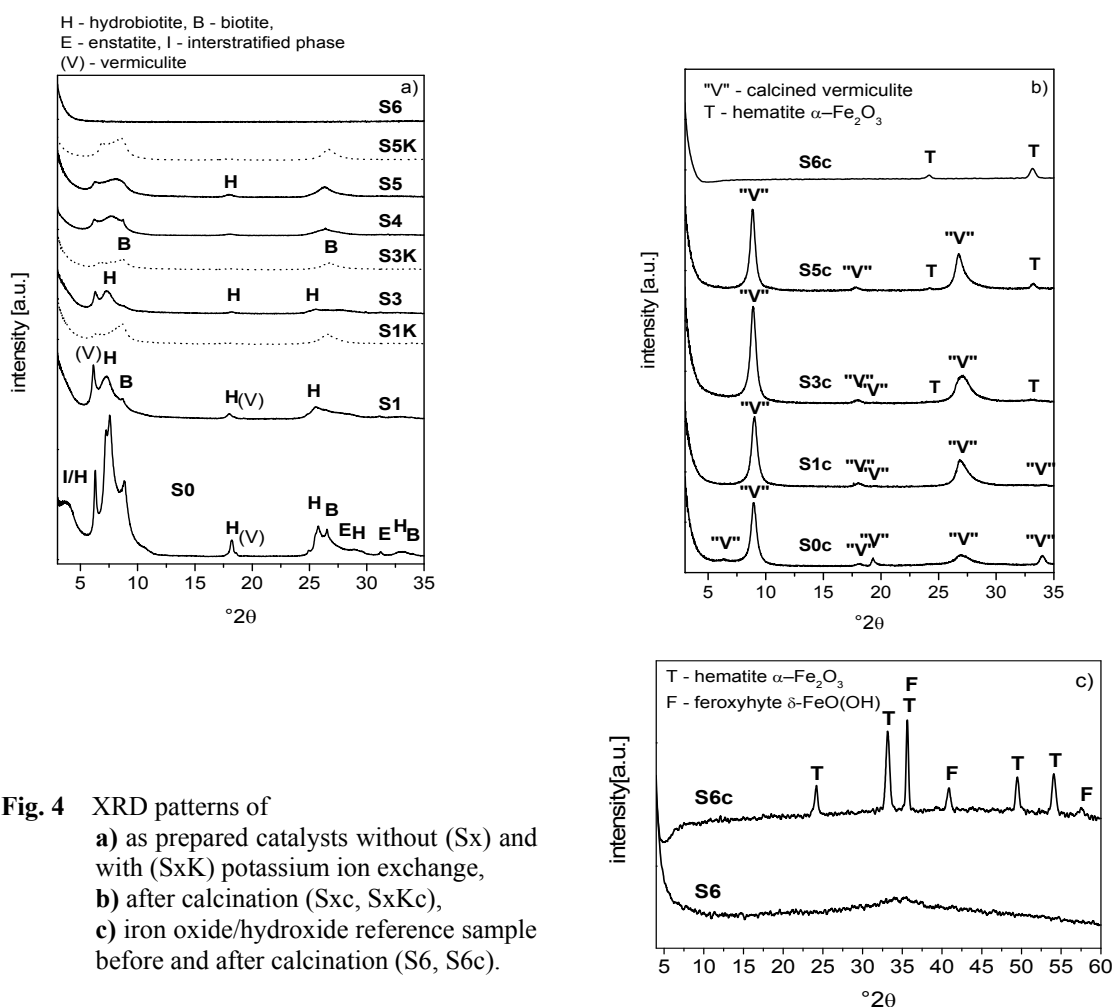 H - hydrobiotite, B - biotite,
E - enstatite, I - interstratified phase
(V) - vermiculite
a)
S6
S5K
H
S5
S4
B
B
S3K
H
H
H
S3
S1K
(V)
H
B
H(V)
H
S1
I/H
S0
H(V)
H
B
EH
E
H
B
5 10 15 20 25 30 35
°2θ
intensity [a.u.]
"V" - calcined vermiculite
b)
T - hematite α–Fe2O3
S6c
T
T
"V"
"V"
"V"
S5c
T
T
"V"
"V"
"V"
"V"
S3c
T
T
"V"
"V"
"V"
"V"
S1c
"V"
"V"
"V"
"V"
"V"
"V"
S0c
"V"
"V"
5 10 15 20 25 30 35
°2θ
intensity [a.u.]
T - hematite α–Fe2O3
c)
F - feroxyhyte δ-FeO(OH)
F
T
T
T
F
T
T
F
S6c
S6
5 10 15 20 25 30 35 40 45 50 55 60
°2θ
intensity[a.u.]
Fig. 4 XRD patterns of
a) as prepared catalysts without (Sx) and
with (SxK) potassium ion exchange,
b) after calcination (Sxc, SxKc),
c) iron oxide/hydroxide reference sample
before and after calcination (S6, S6c).